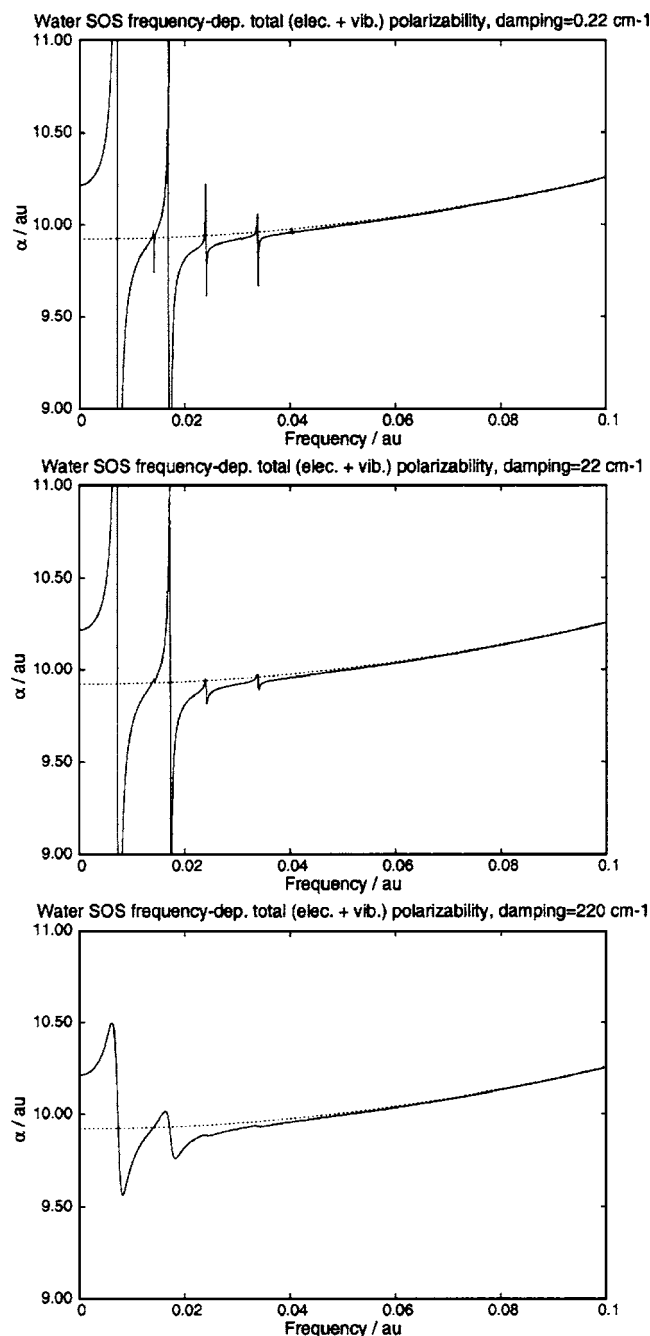 Water SOS frequency-dep. total (elec. + vib.) polarizability, damping=0.22 cm-1
11.00
10.50
10.00
9.50
9.00
α / au
0 0.02 0.04 0.06 0.08 0.1
Frequency / au
Water SOS frequency-dep. total (elec. + vib.) polarizability, damping=22 cm-1
11.00
10.50
10.00
9.50
9.00
α / au
0 0.02 0.04 0.06 0.08 0.1
Frequency / au
Water SOS frequency-dep. total (elec. + vib.) polarizability, damping=220 cm-1
11.00
10.50
10.00
9.50
9.00
α / au
0 0.02 0.04 0.06 0.08 0.1
Frequency / au